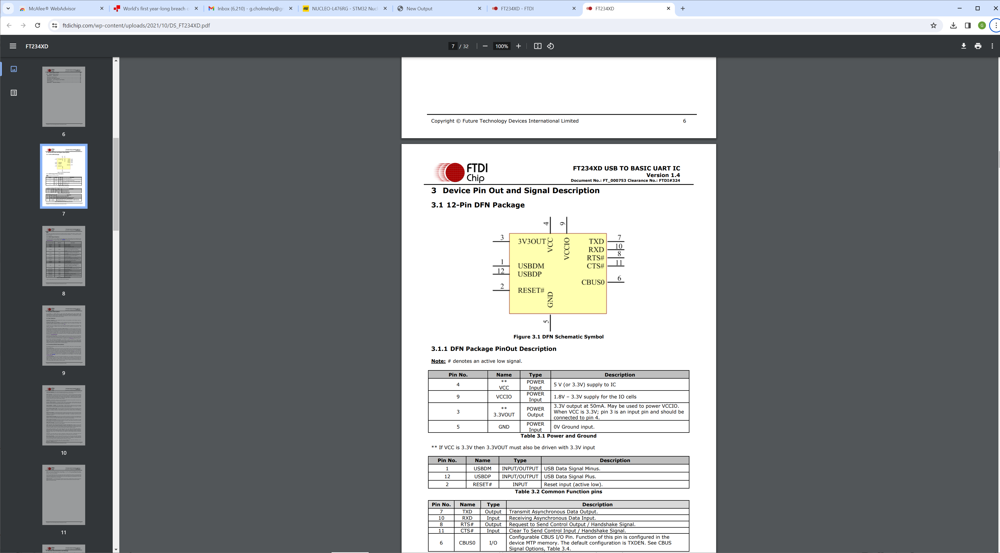 McAfee® WebAdvisor
World's first year-long breach
Inbox (6,210) - g.cholmeley@g
NUCLEO-L476RG - STM32 Nucl
New Output
FT234XD - FTDI
FT234XD
ftdichip.com/wp-content/uploads/2021/10/DS_FT234XD.pdf
G
FT234XD
7 / 32
100%
6
7
8
9
10
11
Copyright © Future Technology Devices International Limited 6
FTDI
Chip
FT234XD USB TO BASIC UART IC
Version 1.4
Document No.: FT_000753 Clearance No.: FTDI#324
3 Device Pin Out and Signal Description
3.1 12-Pin DFN Package
4 9
3 3V3OUT VCC VCCIO TXD 7
RXD 10
RTS# 8
1 USBDM CTS# 11
12 USBDP
CBUS0 6
2 RESET#
GND
5
Figure 3.1 DFN Schematic Symbol
3.1.1 DFN Package PinOut Description
Note: # denotes an active low signal.
Pin No. Name Type Description
4 ** VCC POWER Input 5 V (or 3.3V) supply to IC
9 VCCIO POWER Input 1.8V – 3.3V supply for the IO cells
3 ** 3.3VOUT POWER Output 3.3V output at 50mA. May be used to power VCCIO.
When VCC is 3.3V; pin 3 is an input pin and should be
connected to pin 4.
5 GND POWER Input 0V Ground input.
Table 3.1 Power and Ground
** If VCC is 3.3V then 3.3VOUT must also be driven with 3.3V input
Pin No. Name Type Description
1 USBDM INPUT/OUTPUT USB Data Signal Minus.
12 USBDP INPUT/OUTPUT USB Data Signal Plus.
2 RESET# INPUT Reset input (active low).
Table 3.2 Common Function pins
Pin No. Name Type Description
7 TXD Output Transmit Asynchronous Data Output.
10 RXD Input Receiving Asynchronous Data Input.
8 RTS# Output Request to Send Control Output / Handshake Signal.
11 CTS# Input Clear To Send Control Input / Handshake Signal.
6 CBUS0 I/O Configurable CBUS I/O Pin. Function of this pin is configured in the
device MTP memory. The default configuration is TXDEN. See CBUS
Signal Options, Table 3.4.